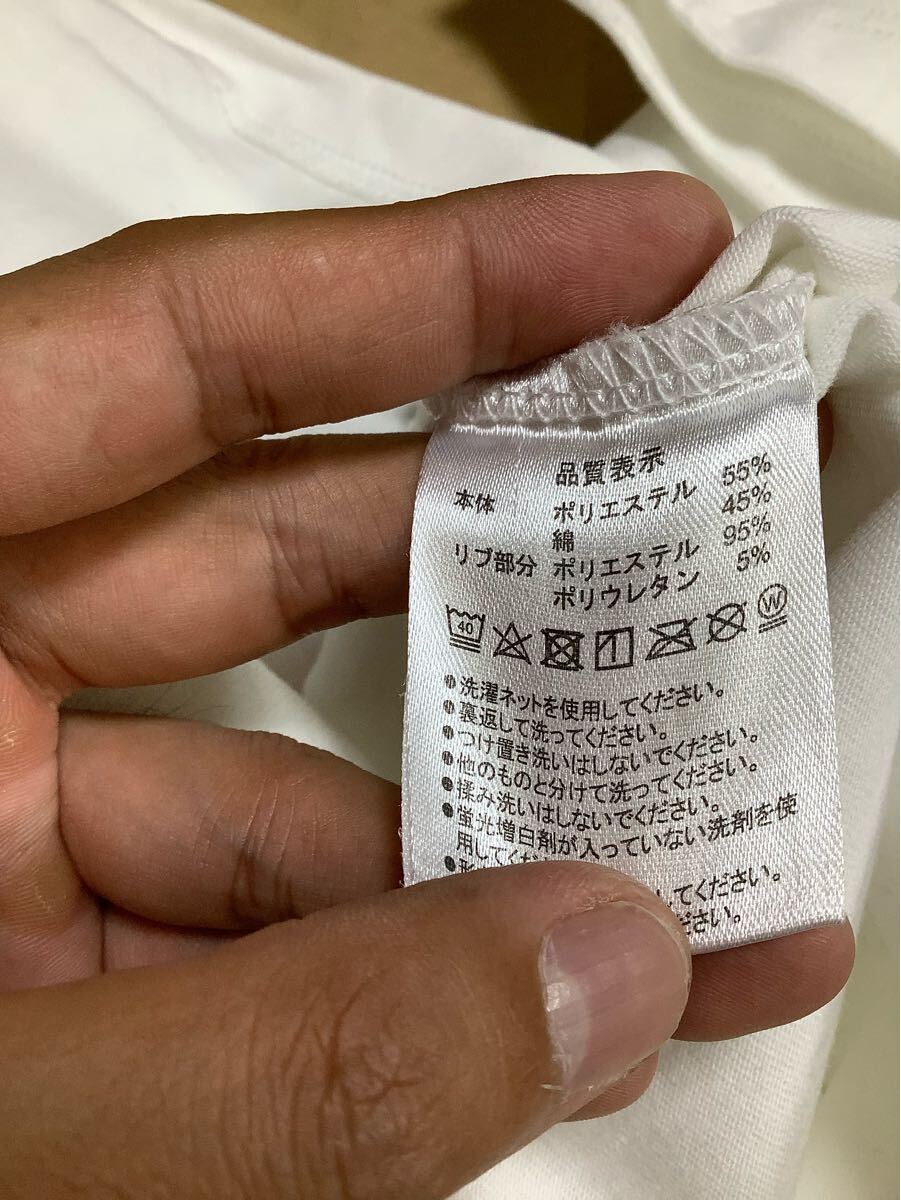 品質表示
本体 ポリエステル 55%
綿 45%
リブ部分 ポリエステル 95%
ポリウレタン 5%
40 W
●洗濯ネットを使用してください。
●裏返して洗ってください。
●つけ置き洗いはしないでください。
●他のものと分けて洗ってください。
●揉み洗いはしないでください。
●蛍光増白剤が入っていない洗剤を使
用してくだ
●形 してください。
ださい。